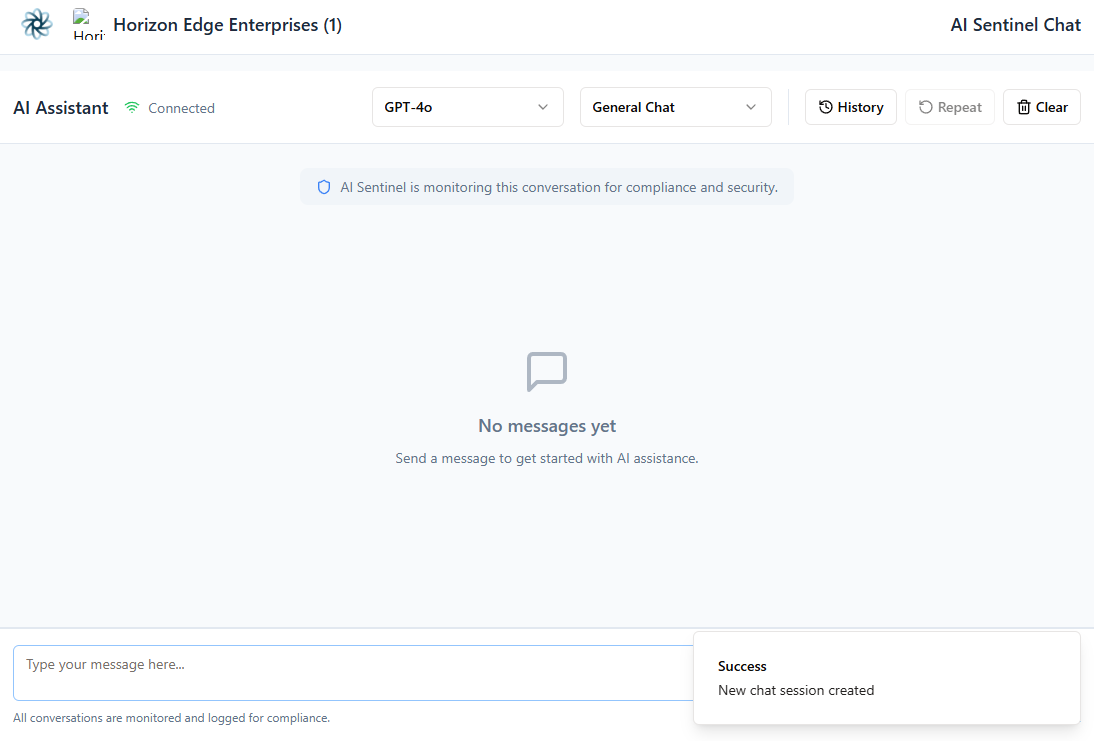 Hori
Horizon Edge Enterprises (1)
AI Sentinel Chat
AI Assistant
Connected
GPT-4o
General Chat
History
Repeat
Clear
AI Sentinel is monitoring this conversation for compliance and security.
No messages yet
Send a message to get started with AI assistance.
Type your message here...
All conversations are monitored and logged for compliance.
Success
New chat session created